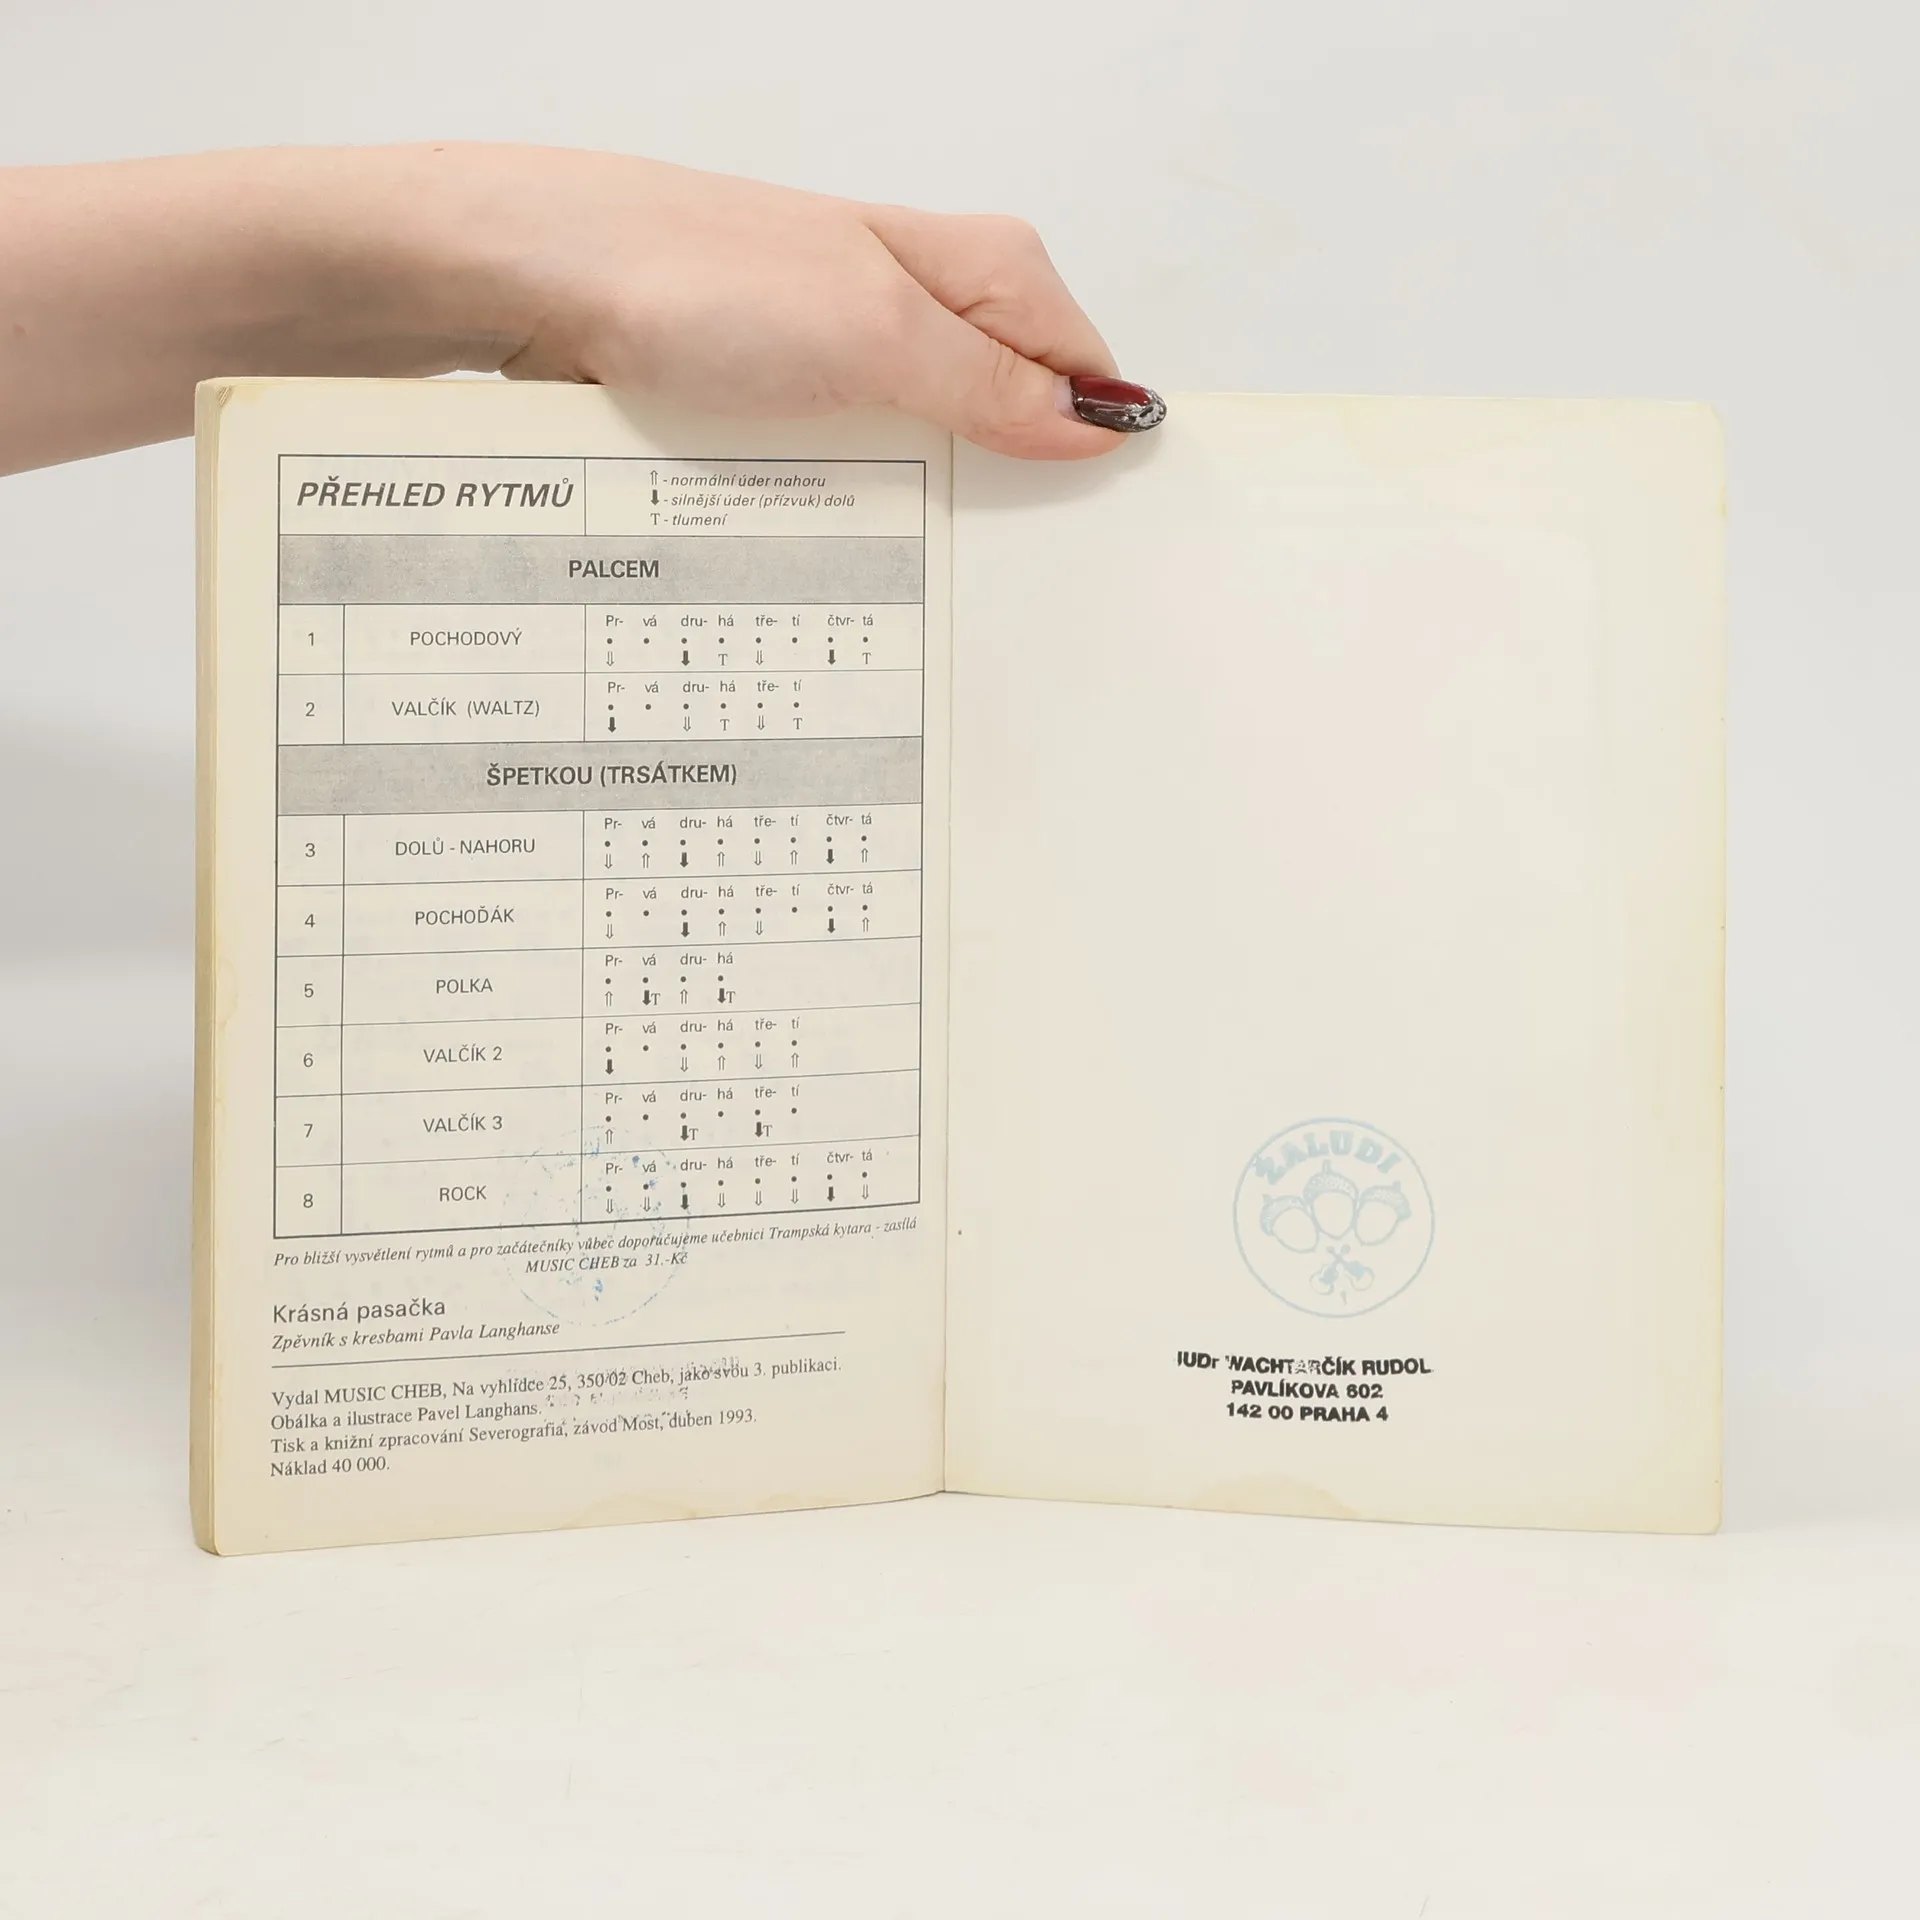 PŘEHLED RYTMŮ
⇑ - normální úder nahoru
⬇ - silnější úder (přízvuk) dolů
T - tlumení
PALCEM
1 POCHODOVÝ
Pr- vá dru- há tře- tí čtvr- tá
• • • • • • • •
⇓ ⬇ T ⇓ ⬇ T
2 VALČÍK (WALTZ)
Pr- vá dru- há tře- tí
• • • • • •
⬇ ⇓ T ⇓ T
ŠPETKOU (TRSÁTKEM)
3 DOLŮ - NAHORU
Pr- vá dru- há tře- tí čtvr- tá
• • • • • • • •
⇓ ⇑ ⬇ ⇑ ⇓ ⇑ ⬇ ⇑
4 POCHOĎÁK
Pr- vá dru- há tře- tí čtvr- tá
• • • • • • • •
⇓ ⬇ ⇑ ⇓ ⬇ ⇑
5 POLKA
Pr- vá dru- há
• • • •
⇑ ⬇T ⇑ ⬇T
6 VALČÍK 2
Pr- vá dru- há tře- tí
• • • • • •
⬇ ⇓ ⇑ ⇓ ⇑
7 VALČÍK 3
Pr- vá dru- há tře- tí
• • • • • •
⇑ ⬇T ⬇T
8 ROCK
Pr- vá dru- há tře- tí čtvr- tá
• • • • • • • •
⇓ ⇓ ⬇ ⇓ ⇓ ⇓ ⬇ ⇓
Pro bližší vysvětlení rytmů a pro začátečníky vůbec doporučujeme učebnici Trampská kytara - zasílá
MUSIC CHEB za 31.-Kč
Krásná pasačka
Zpěvník s kresbami Pavla Langhanse
Vydal MUSIC CHEB, Na vyhlídce 25, 350 02 Cheb, jako svou 3. publikaci.
Obálka a ilustrace Pavel Langhans.
Tisk a knižní zpracování Severografia, závod Most, duben 1993.
Náklad 40 000.
ŽALUDI
JUDr WACHTARČÍK RUDOL
PAVLÍKOVA 602
142 00 PRAHA 4